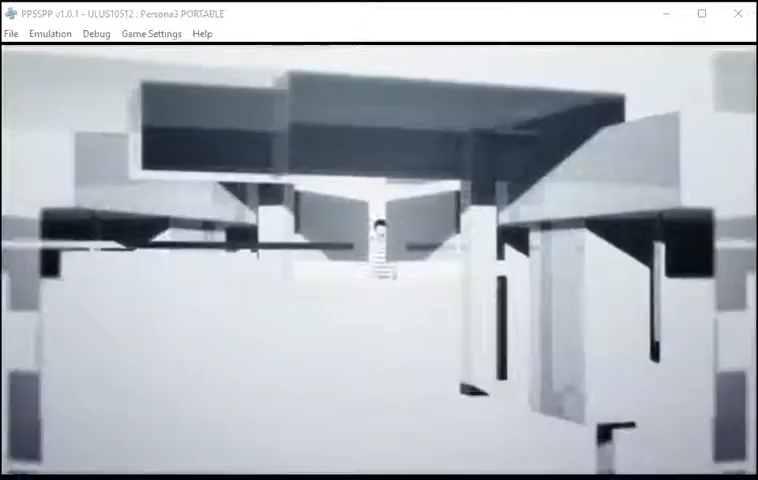 PPSSPP v1.0.1 - ULUS10512 : Persona3 PORTABLE
File Emulation Debug Game Settings Help